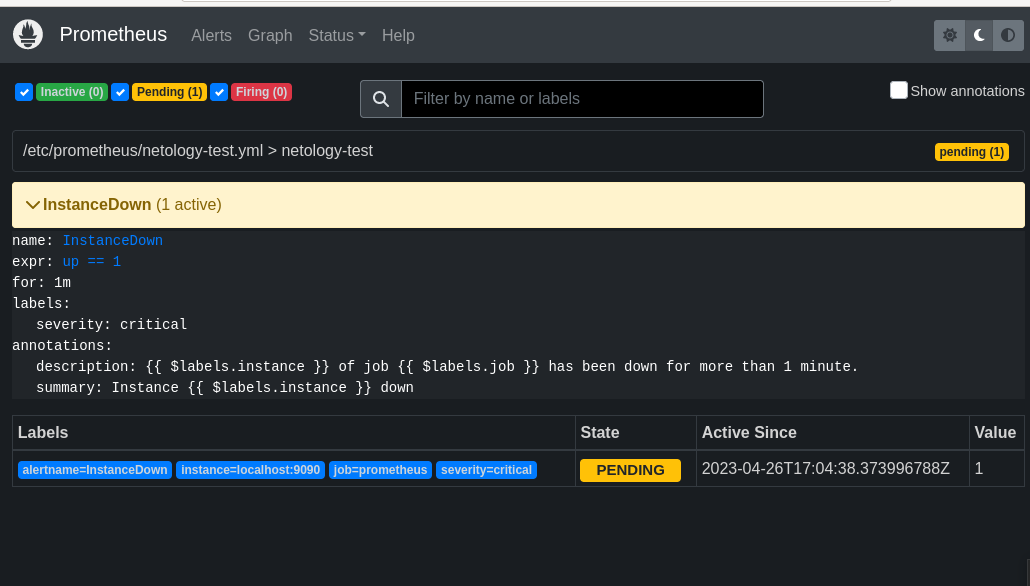 Prometheus Alerts Graph Status Help
Inactive (0) Pending (1) Firing (0) Filter by name or labels Show annotations
/etc/prometheus/netology-test.yml > netology-test pending (1)
InstanceDown (1 active)
name: InstanceDown
expr: up == 1
for: 1m
labels:
severity: critical
annotations:
description: {{ $labels.instance }} of job {{ $labels.job }} has been down for more than 1 minute.
summary: Instance {{ $labels.instance }} down
Labels State Active Since Value
alertname=InstanceDown instance=localhost:9090 job=prometheus severity=critical PENDING 2023-04-26T17:04:38.373996788Z 1